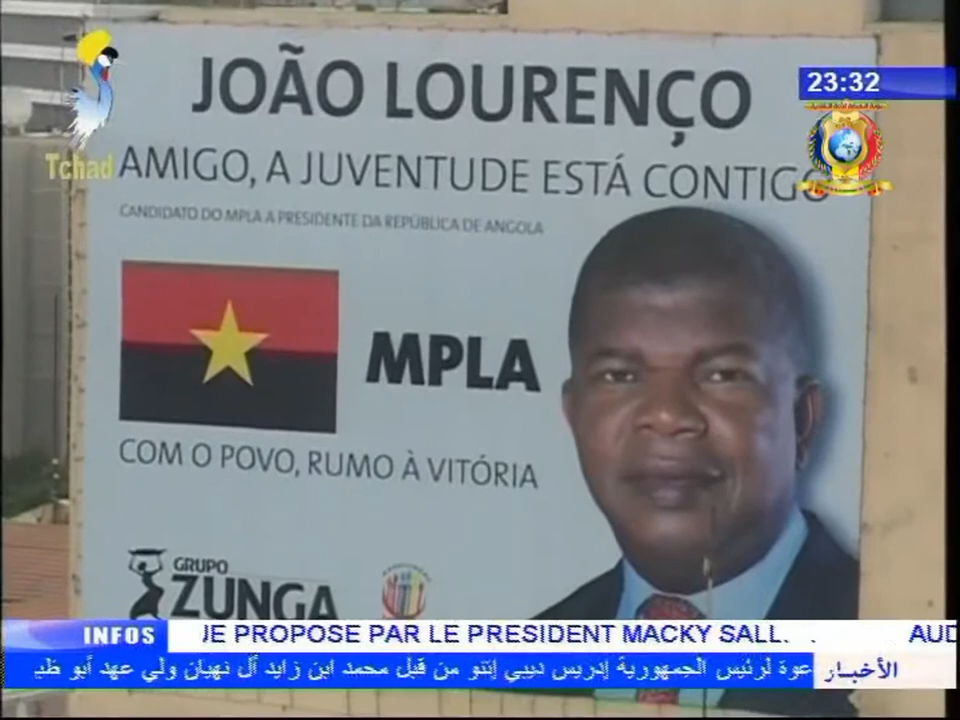 JOÃO LOURENÇO
23:32
Tchad
AMIGO, A JUVENTUDE ESTÁ CONTIGO
CANDIDATO DO MPLA A PRESIDENTE DA REPÚBLICA DE ANGOLA
MPLA
COM O POVO, RUMO À VITÓRIA
GRUPO
ZUNGA
INFOS
UE PROPOSE PAR LE PRESIDENT MACKY SALL. . AUD
عوة لرئيس الجمهورية إدريس ديبي إتنو من قبل محمد ابن زايد آل نهيان ولي عهد أبو ظبي
الأخبار